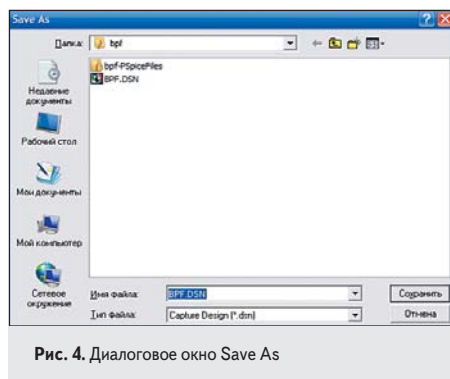 Save As
Папка: bpf
bpf-PSpiceFiles
BPF.DSN
Недавние
документы
Рабочий стол
Мои документы
Мой компьютер
Сетевое
окружение
Имя файла: BPF.DSN Сохранить
Тип файла: Capture Design (*.dsn) Отмена
Рис. 4. Диалоговое окно Save As